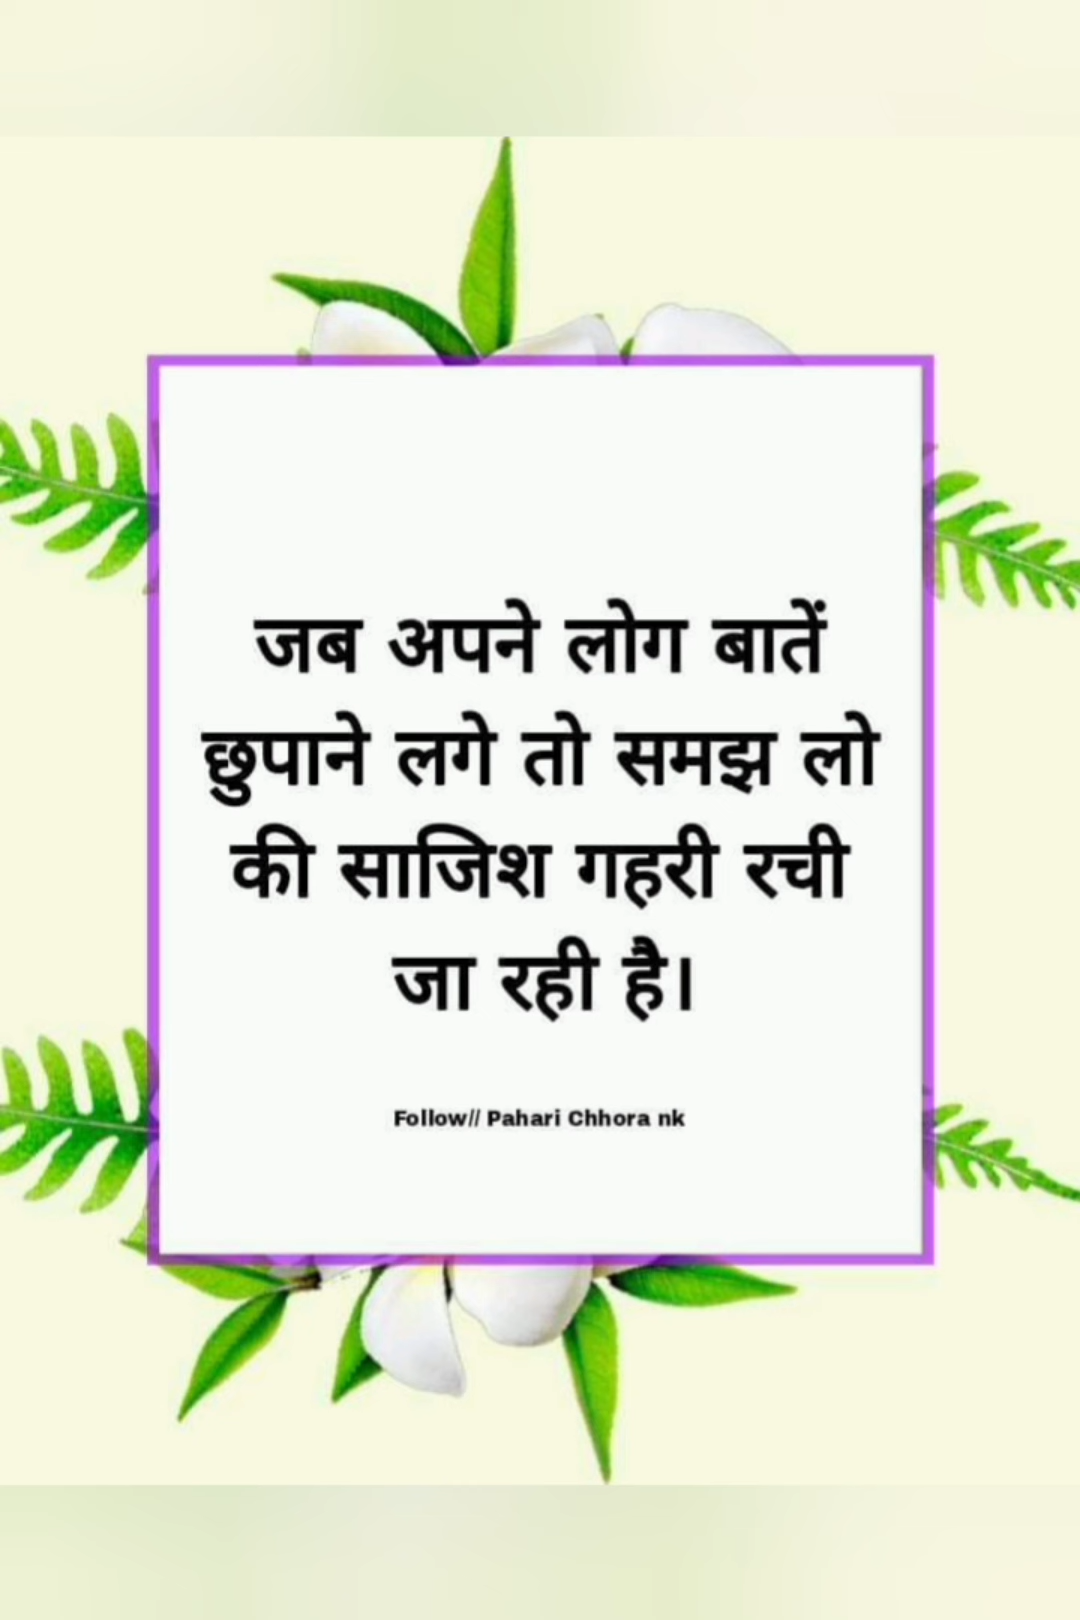 जब अपने लोग बातें
छुपाने लगे तो समझ लो
की साजिश गहरी रची
जा रही है।
Follow// Pahari Chhora nk